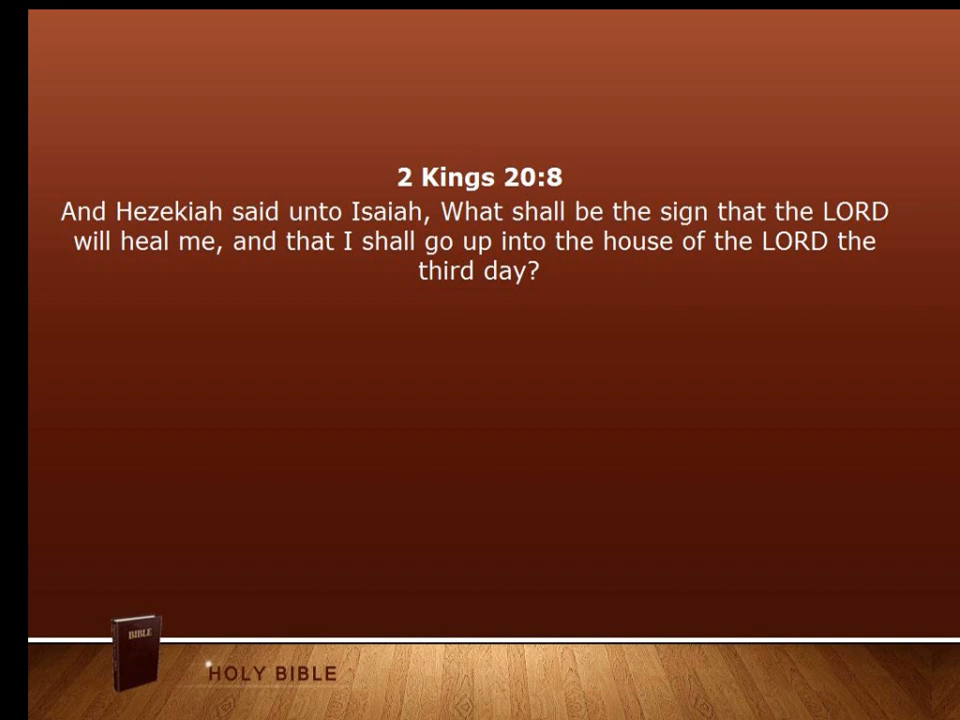 2 Kings 20:8
And Hezekiah said unto Isaiah, What shall be the sign that the LORD
will heal me, and that I shall go up into the house of the LORD the
third day?
BIBLE
HOLY BIBLE